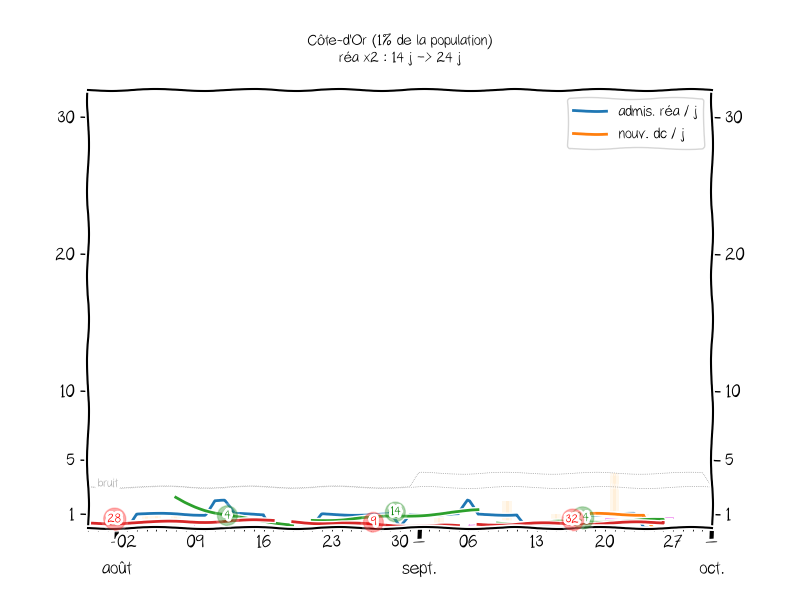 Côte-d'Or (1% de la population)
réa x2 : 14 j -> 24 j
admis. réa / j
nouv. dc / j
30 30
20 20
10 10
5 5
bruit
1 28 4 9 14 32 4 1
02 09 16 23 30 06 13 20 27
août sept. oct.